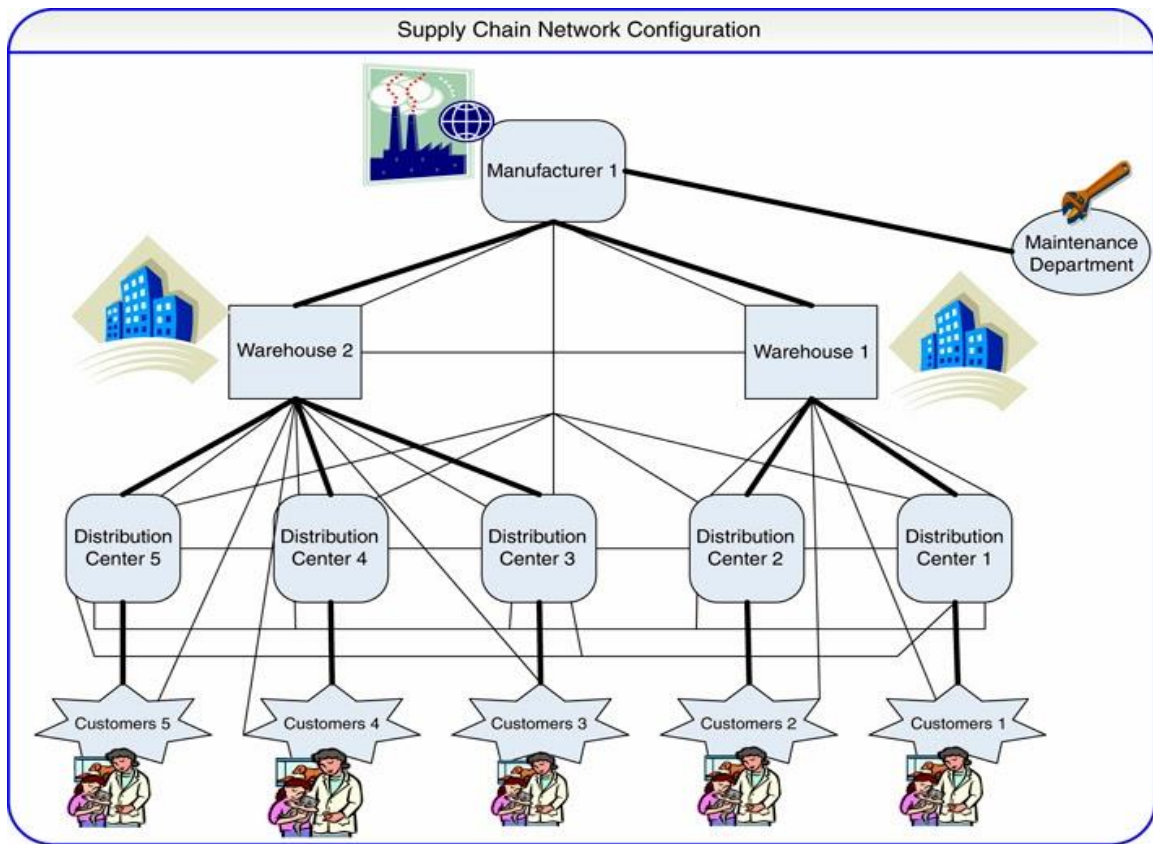 Supply Chain Network Configuration
Manufacturer 1
Maintenance
Department
Warehouse 2
Warehouse 1
Distribution
Center 5
Distribution
Center 4
Distribution
Center 3
Distribution
Center 2
Distribution
Center 1
Customers 5
Customers 4
Customers 3
Customers 2
Customers 1